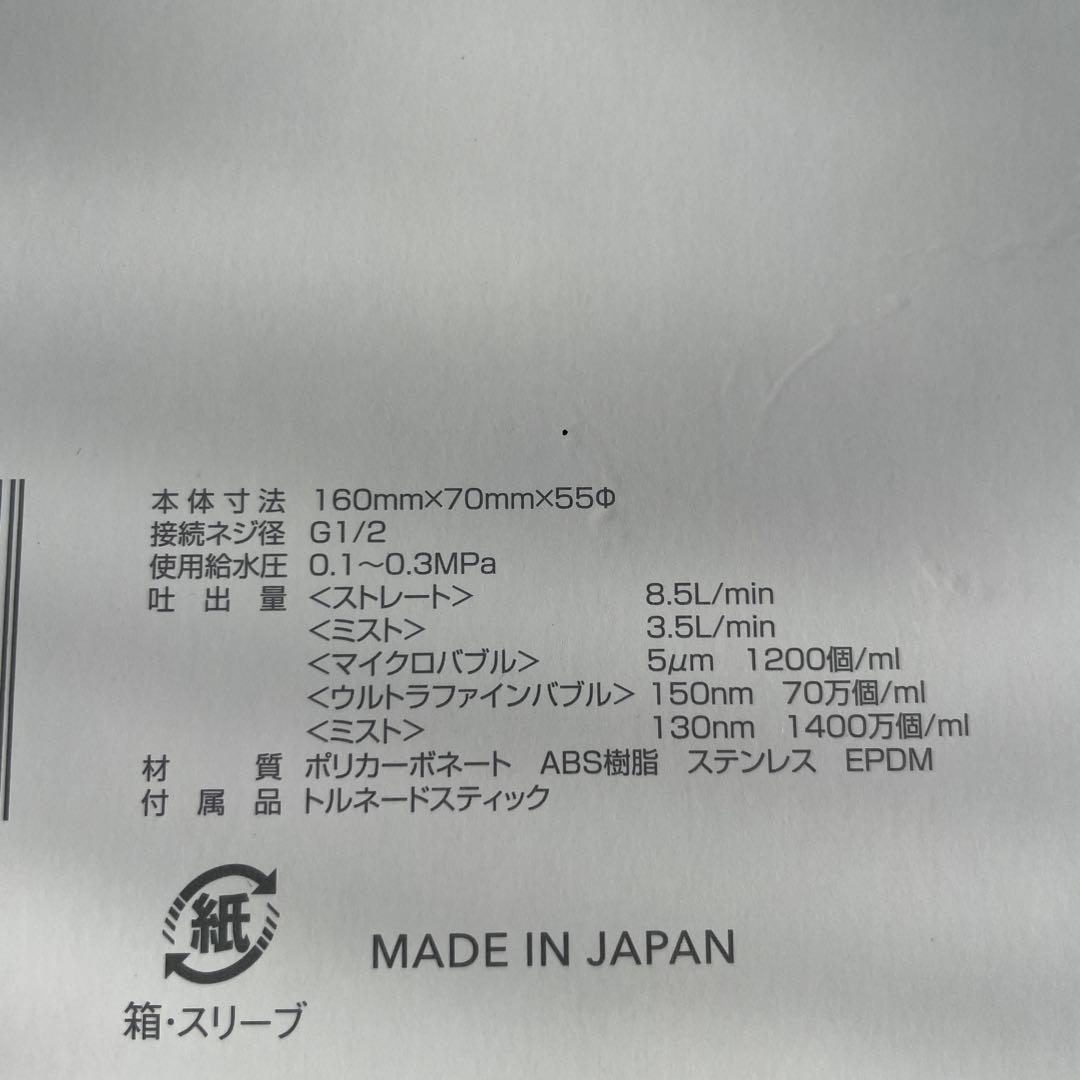 本体寸法 160mm×70mm×55Φ
接続ネジ径 G1/2
使用給水圧 0.1〜0.3MPa
吐出量 <ストレート> 8.5L/min
<ミスト> 3.5L/min
<マイクロバブル> 5μm 1200個/ml
<ウルトラファインバブル> 150nm 70万個/ml
<ミスト> 130nm 1400万個/ml
材質 ポリカーボネート ABS樹脂 ステンレス EPDM
付属品 トルネードスティック
紙
箱・スリーブ
MADE IN JAPAN